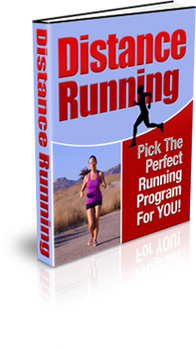 Distance Running
Distance
Running
Pick The
Perfect
Running
Program
For YOU!